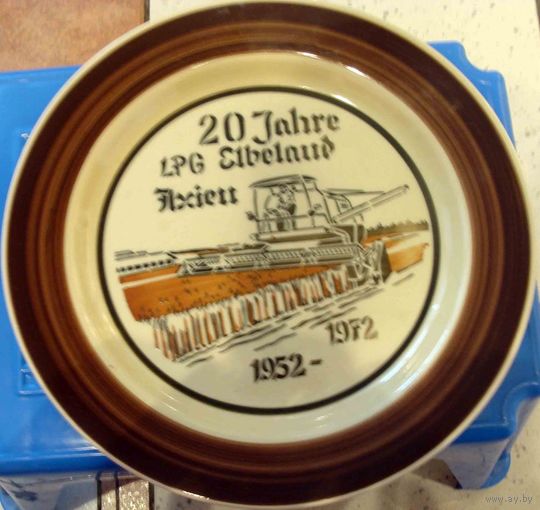 20 Jahre
LPG Elbeland
Axien
1952 - 1972
www.ay.by